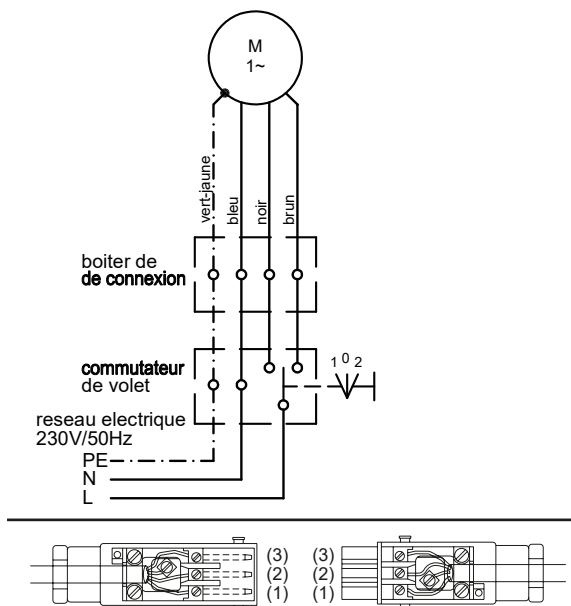 M
1~
vert-jaune
bleu
noir
brun
boiter de
de connexion
commutateur
de volet
1 0 2
reseau electrique
230V/50Hz
PE
N
L
(3) (3)
(2) (2)
(1) (1)